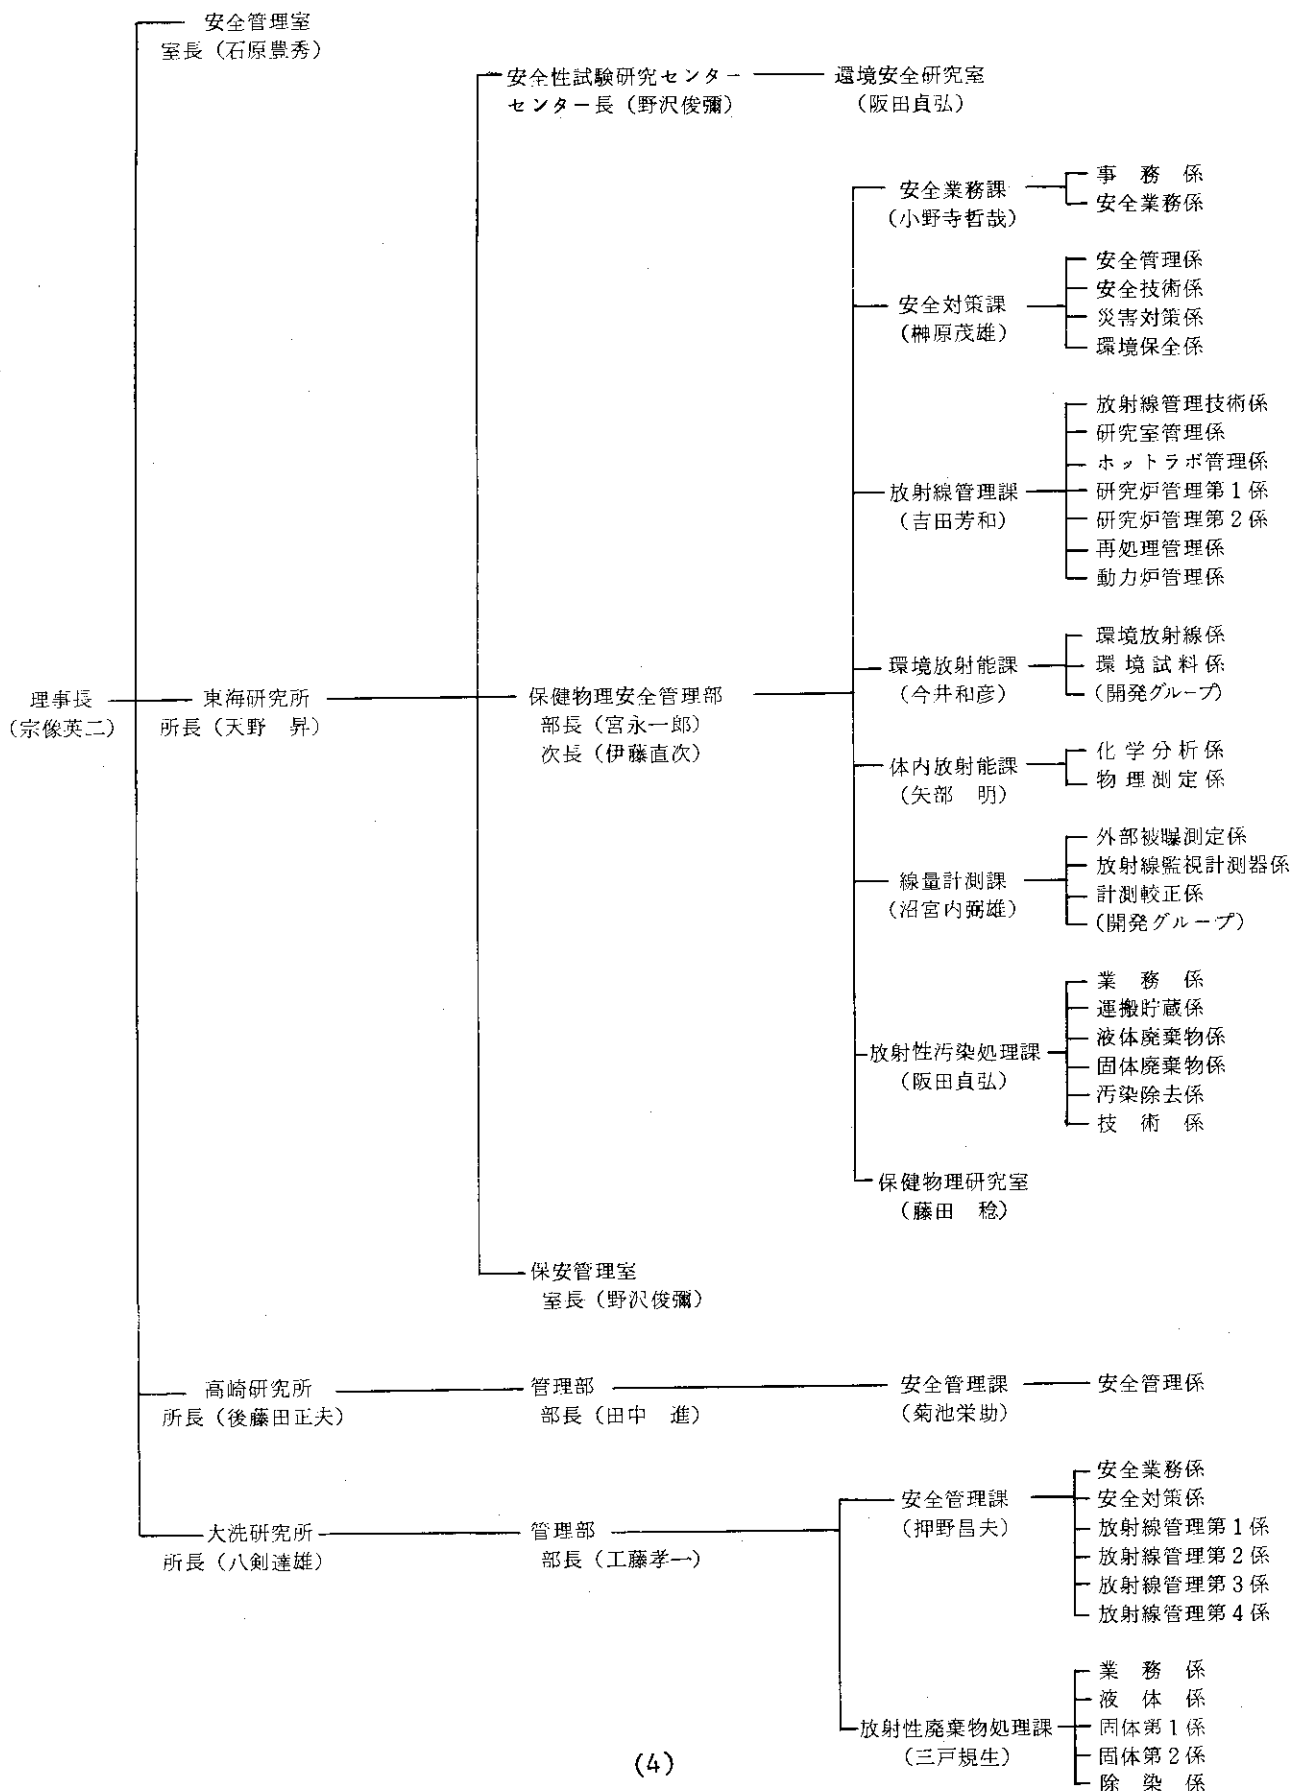 安全管理室
室長（石原豊秀）
安全性試験研究センター
センター長（野沢俊彌）
環境安全研究室
（阪田貞弘）
安全業務課
（小野寺哲哉）
事　務　係
安全業務係
安全対策課
（榊原茂雄）
安全管理係
安全技術係
災害対策係
環境保全係
放射線管理課
（吉田芳和）
放射線管理技術係
研究室管理係
ホットラボ管理係
研究炉管理第1係
研究炉管理第2係
再処理管理係
動力炉管理係
理事長
（宗像英二）
東海研究所
所長（天野　昇）
保健物理安全管理部
部長（宮永一郎）
次長（伊藤直次）
環境放射能課
（今井和彦）
環境放射線係
環境試料係
(開発グループ)
体内放射能課
（矢部　明）
化学分析係
物理測定係
線量計測課
（沼宮内弼雄）
外部被曝測定係
放射線監視計測器係
計測較正係
(開発グループ)
放射性汚染処理課
（阪田貞弘）
業　務　係
運搬貯蔵係
液体廃棄物係
固体廃棄物係
汚染除去係
技　術　係
保健物理研究室
（藤田　稔）
保安管理室
室長（野沢俊彌）
高崎研究所
所長（後藤田正夫）
管理部
部長（田中　進）
安全管理課
（菊池栄助）
安全管理係
大洗研究所
所長（八剣達雄）
管理部
部長（工藤孝一）
安全管理課
（押野昌夫）
安全業務係
安全対策係
放射線管理第1係
放射線管理第2係
放射線管理第3係
放射線管理第4係
放射性廃棄物処理課
（三戸規生）
業　務　係
液　体　係
固体第1係
固体第2係
除　染　係
(4)